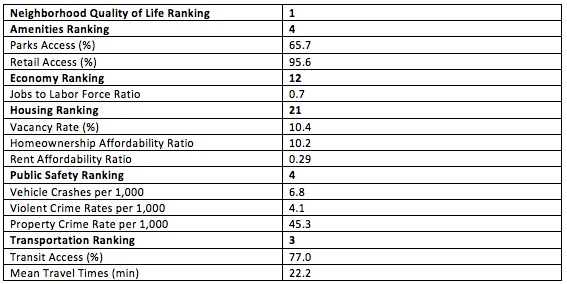 Neighborhood Quality of Life Ranking 1
Amenities Ranking 4
Parks Access (%) 65.7
Retail Access (%) 95.6
Economy Ranking 12
Jobs to Labor Force Ratio 0.7
Housing Ranking 21
Vacancy Rate (%) 10.4
Homeownership Affordability Ratio 10.2
Rent Affordability Ratio 0.29
Public Safety Ranking 4
Vehicle Crashes per 1,000 6.8
Violent Crime Rates per 1,000 4.1
Property Crime Rate per 1,000 45.3
Transportation Ranking 3
Transit Access (%) 77.0
Mean Travel Times (min) 22.2